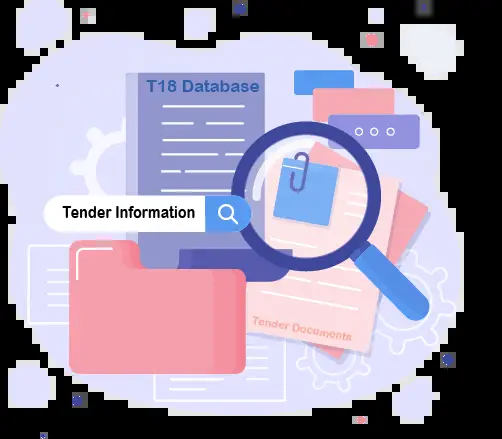 T18 Database
Tender Information
Tender Documents